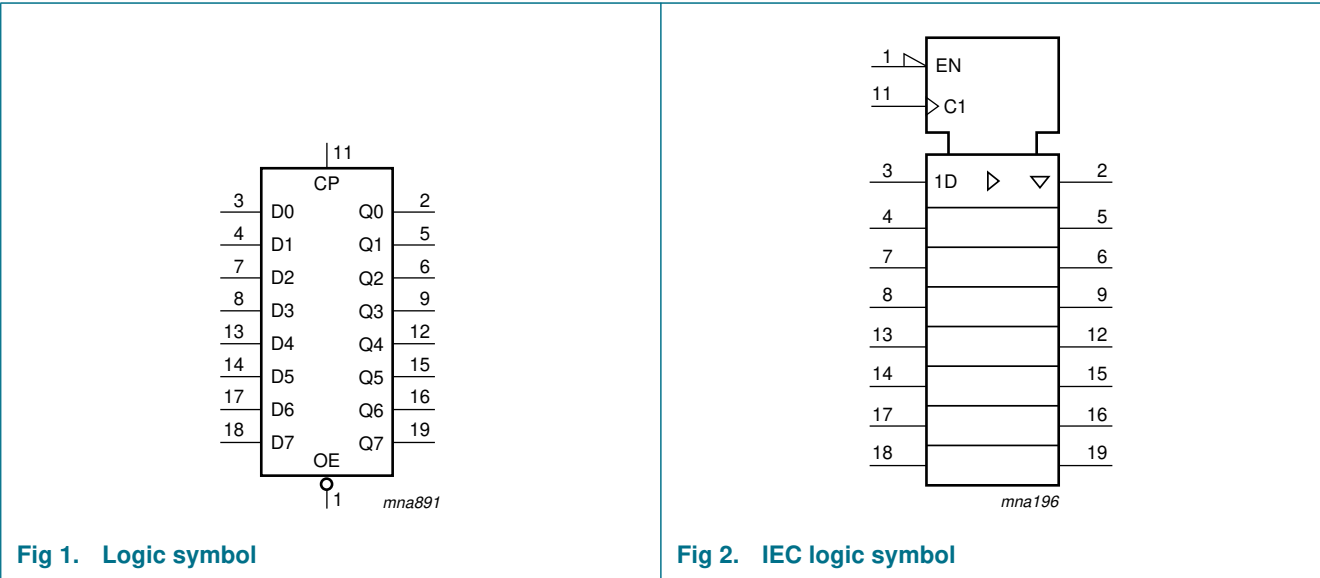 11
CP
3 D0 Q0 2
4 D1 Q1 5
7 D2 Q2 6
8 D3 Q3 9
13 D4 Q4 12
14 D5 Q5 15
17 D6 Q6 16
18 D7 Q7 19
OE
1
mna891
Fig 1. Logic symbol
1 EN
11 C1
3 1D 2
4 5
7 6
8 9
13 12
14 15
17 16
18 19
mna196
Fig 2. IEC logic symbol